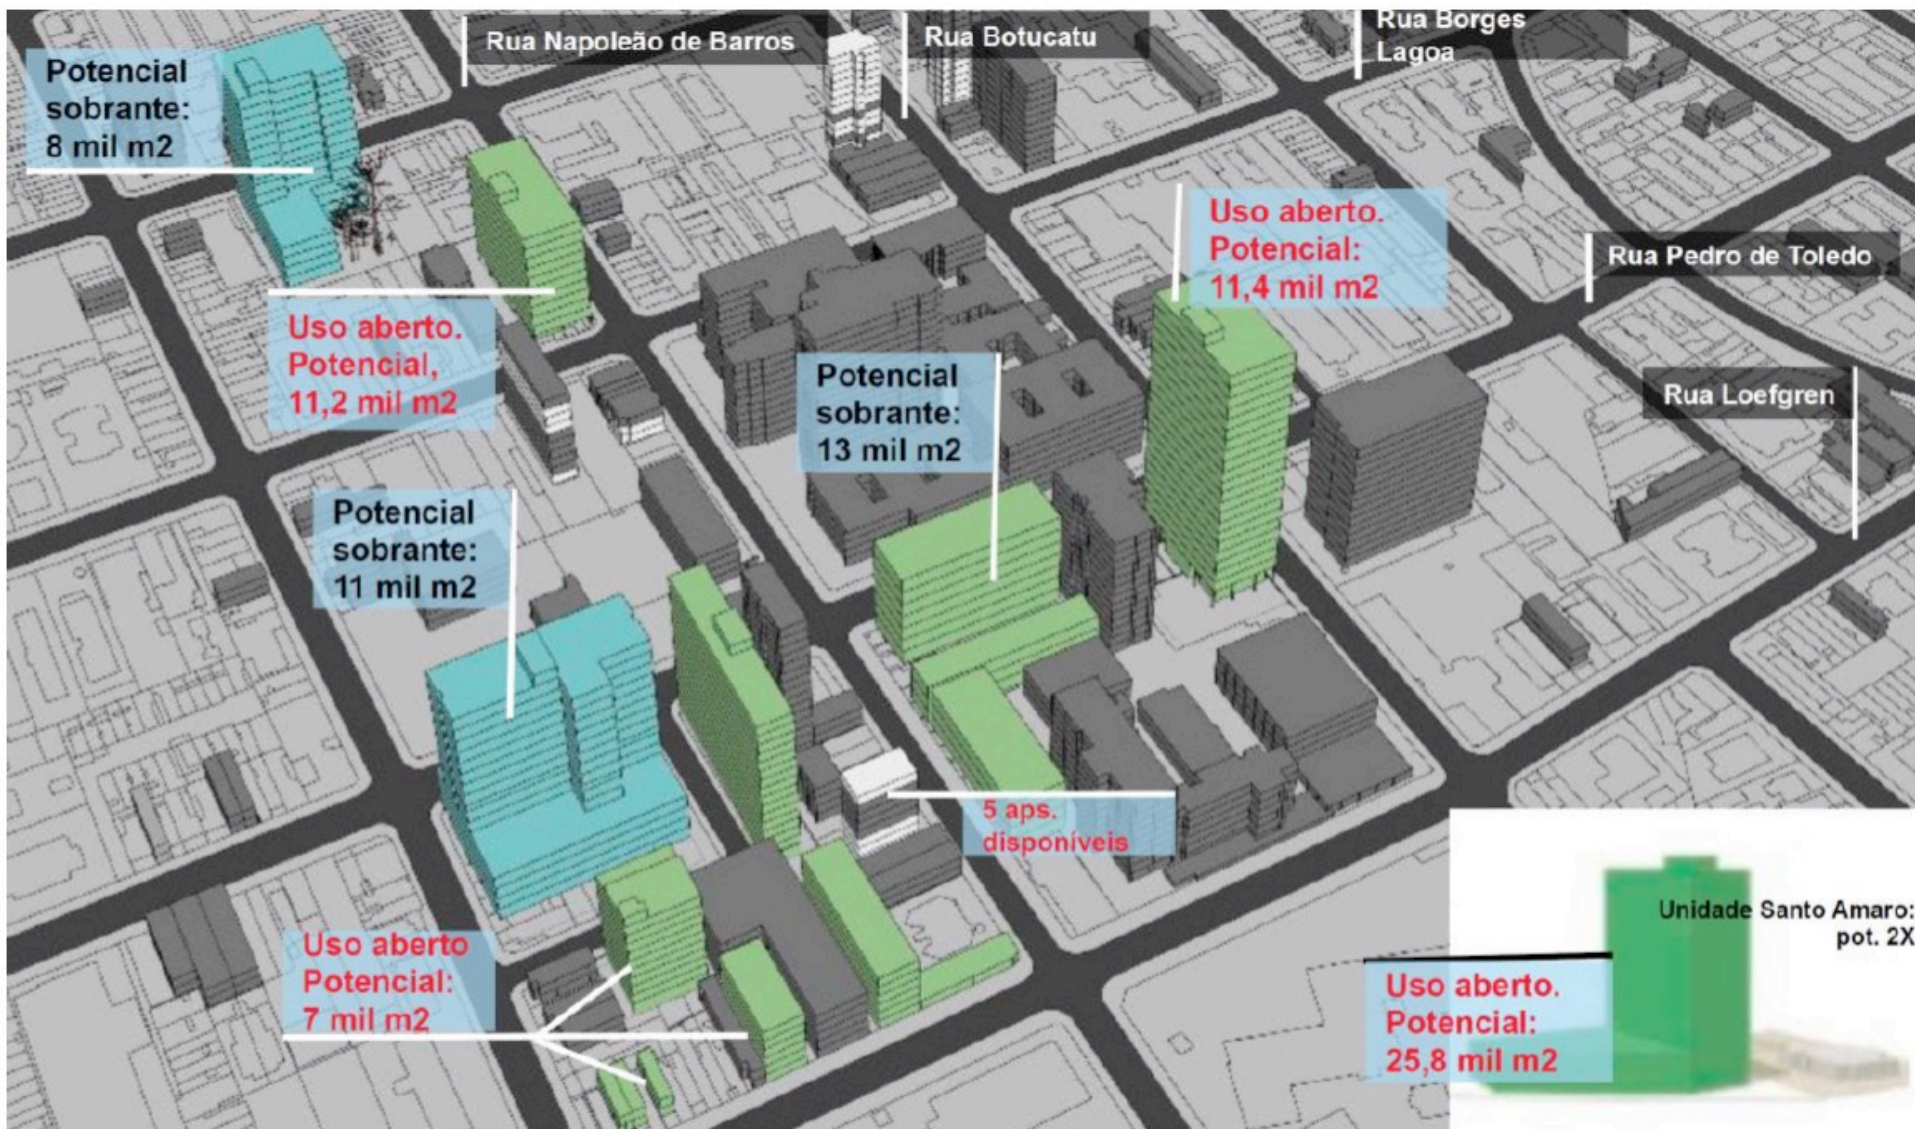 Rua Napoleão de Barros
Rua Botucatu
Rua Borges
Lagoa
Potencial
sobrante:
8 mil m2
Uso aberto.
Potencial:
11,4 mil m2
Rua Pedro de Toledo
Uso aberto.
Potencial,
11,2 mil m2
Potencial
sobrante:
13 mil m2
Rua Loefgren
Potencial
sobrante:
11 mil m2
5 aps.
disponíveis
Uso aberto
Potencial:
7 mil m2
Unidade Santo Amaro:
pot. 2X
Uso aberto.
Potencial:
25,8 mil m2